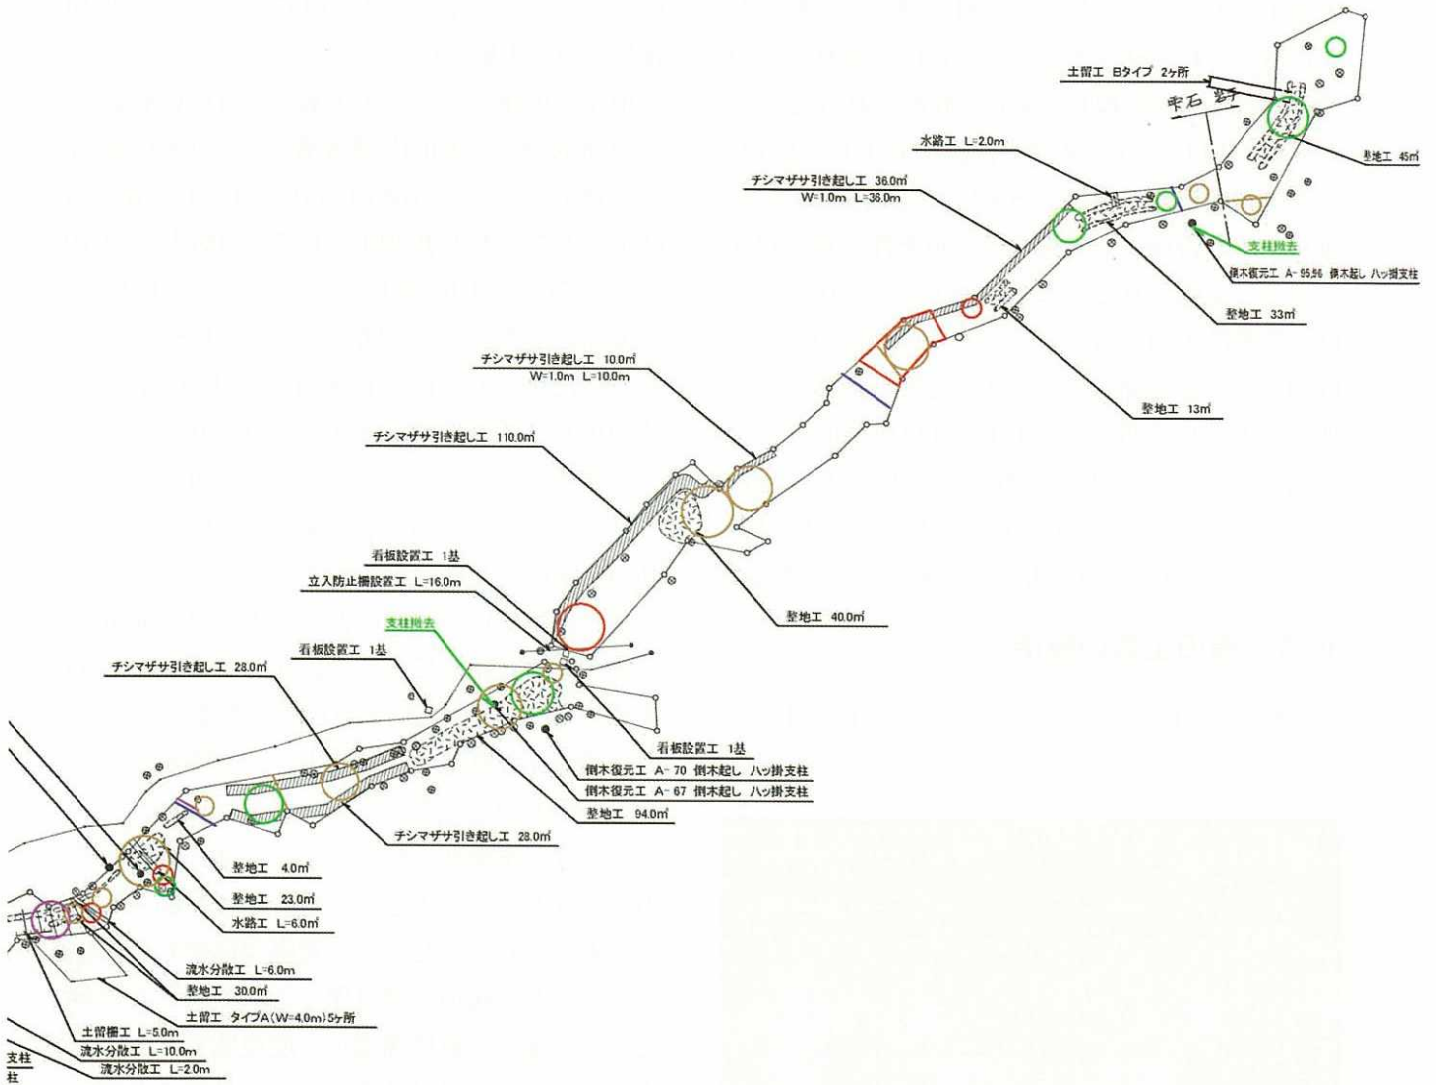 土留工 Bタイプ 2ヶ所
雫石 岩手
水路工 L=2.0m
整地工 45㎡
チシマザサ引き起し工 36.0㎡
W=1.0m L=36.0m
支柱撤去
倒木復元工 A-95,96 倒木起し 八ッ掛支柱
整地工 33㎡
チシマザサ引き起し工 10.0㎡
W=1.0m L=10.0m
整地工 13㎡
チシマザサ引き起し工 110.0㎡
看板設置工 1基
立入防止柵設置工 L=16.0m
整地工 40.0㎡
支柱撤去
看板設置工 1基
チシマザサ引き起し工 28.0㎡
看板設置工 1基
倒木復元工 A-70 倒木起し 八ッ掛支柱
倒木復元工 A-67 倒木起し 八ッ掛支柱
整地工 94.0㎡
チシマザサ引き起し工 28.0㎡
整地工 4.0㎡
整地工 23.0㎡
水路工 L=6.0㎡
流水分散工 L=6.0m
整地工 30.0㎡
土留工 タイプA(W=4.0m)5ヶ所
土留柵工 L=5.0m
流水分散工 L=10.0m
流水分散工 L=2.0m
支柱
柱